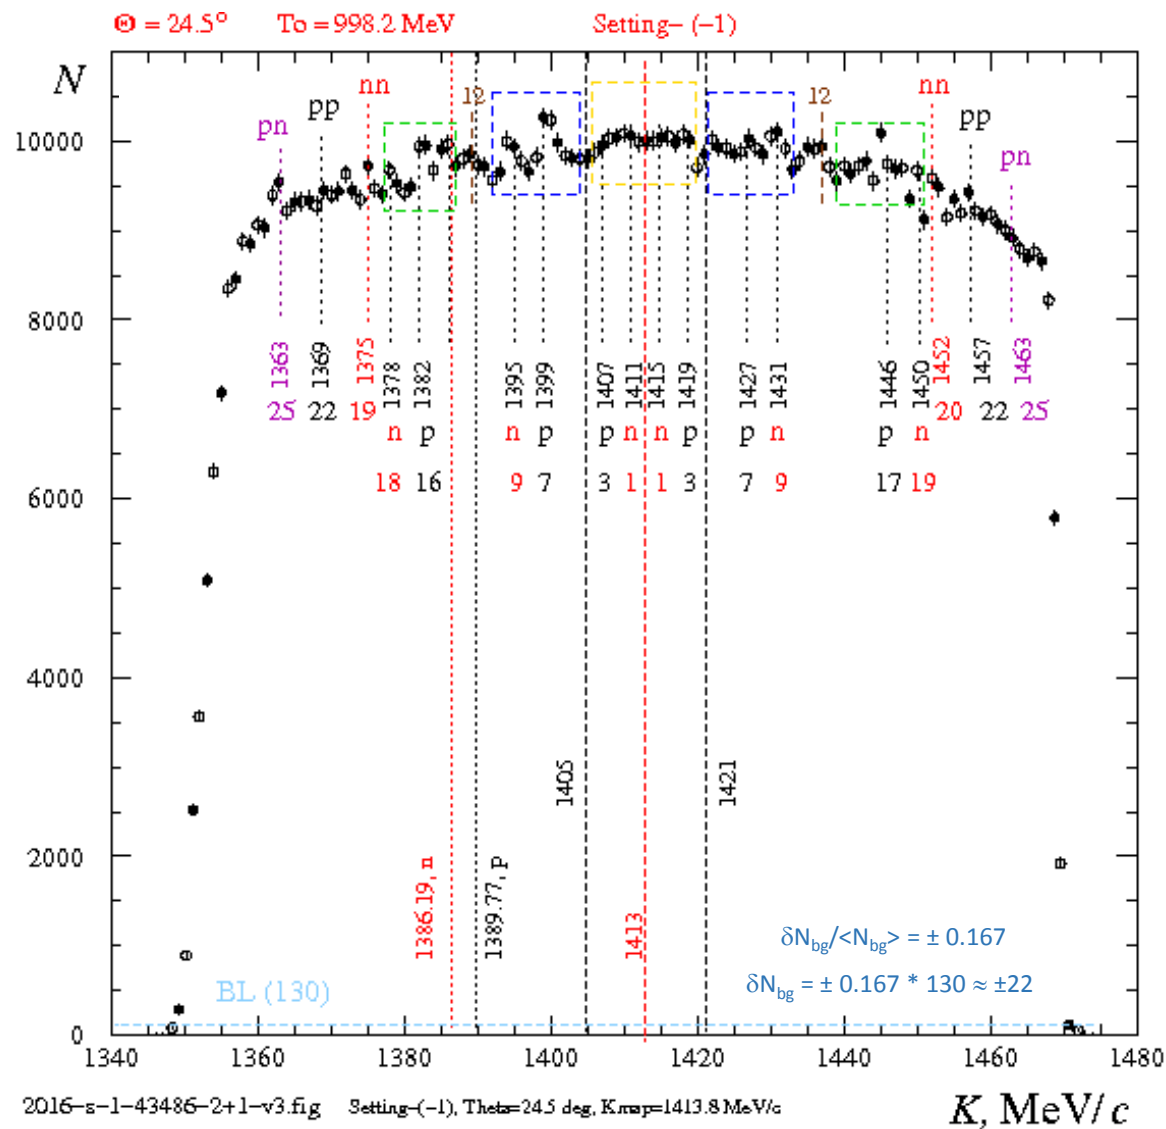 Θ = 24.5° To = 998.2 MeV Setting– (–1)
N
10000
8000
6000
4000
2000
0
pn pp nn 12 12 nn pp pn
1363 1369 1375 1378 1382 1395 1399 1407 1411 1415 1419 1427 1431 1446 1450 1452 1457 1463
25 22 19 20 22 25
n p n p p n n p p n p n
18 16 9 7 3 1 1 3 7 9 17 19
1405 1421
1386.19, n 1389.77, p 1413
δN_bg/<N_bg> = ± 0.167
δN_bg = ± 0.167 * 130 ≈ ±22
BL (130)
1340 1360 1380 1400 1420 1440 1460 1480
2016–s–1–43486–2+1–v3.fig Setting–(–1), Theta=24.5 deg, Kmap=1413.8 MeV/c
K, MeV/c